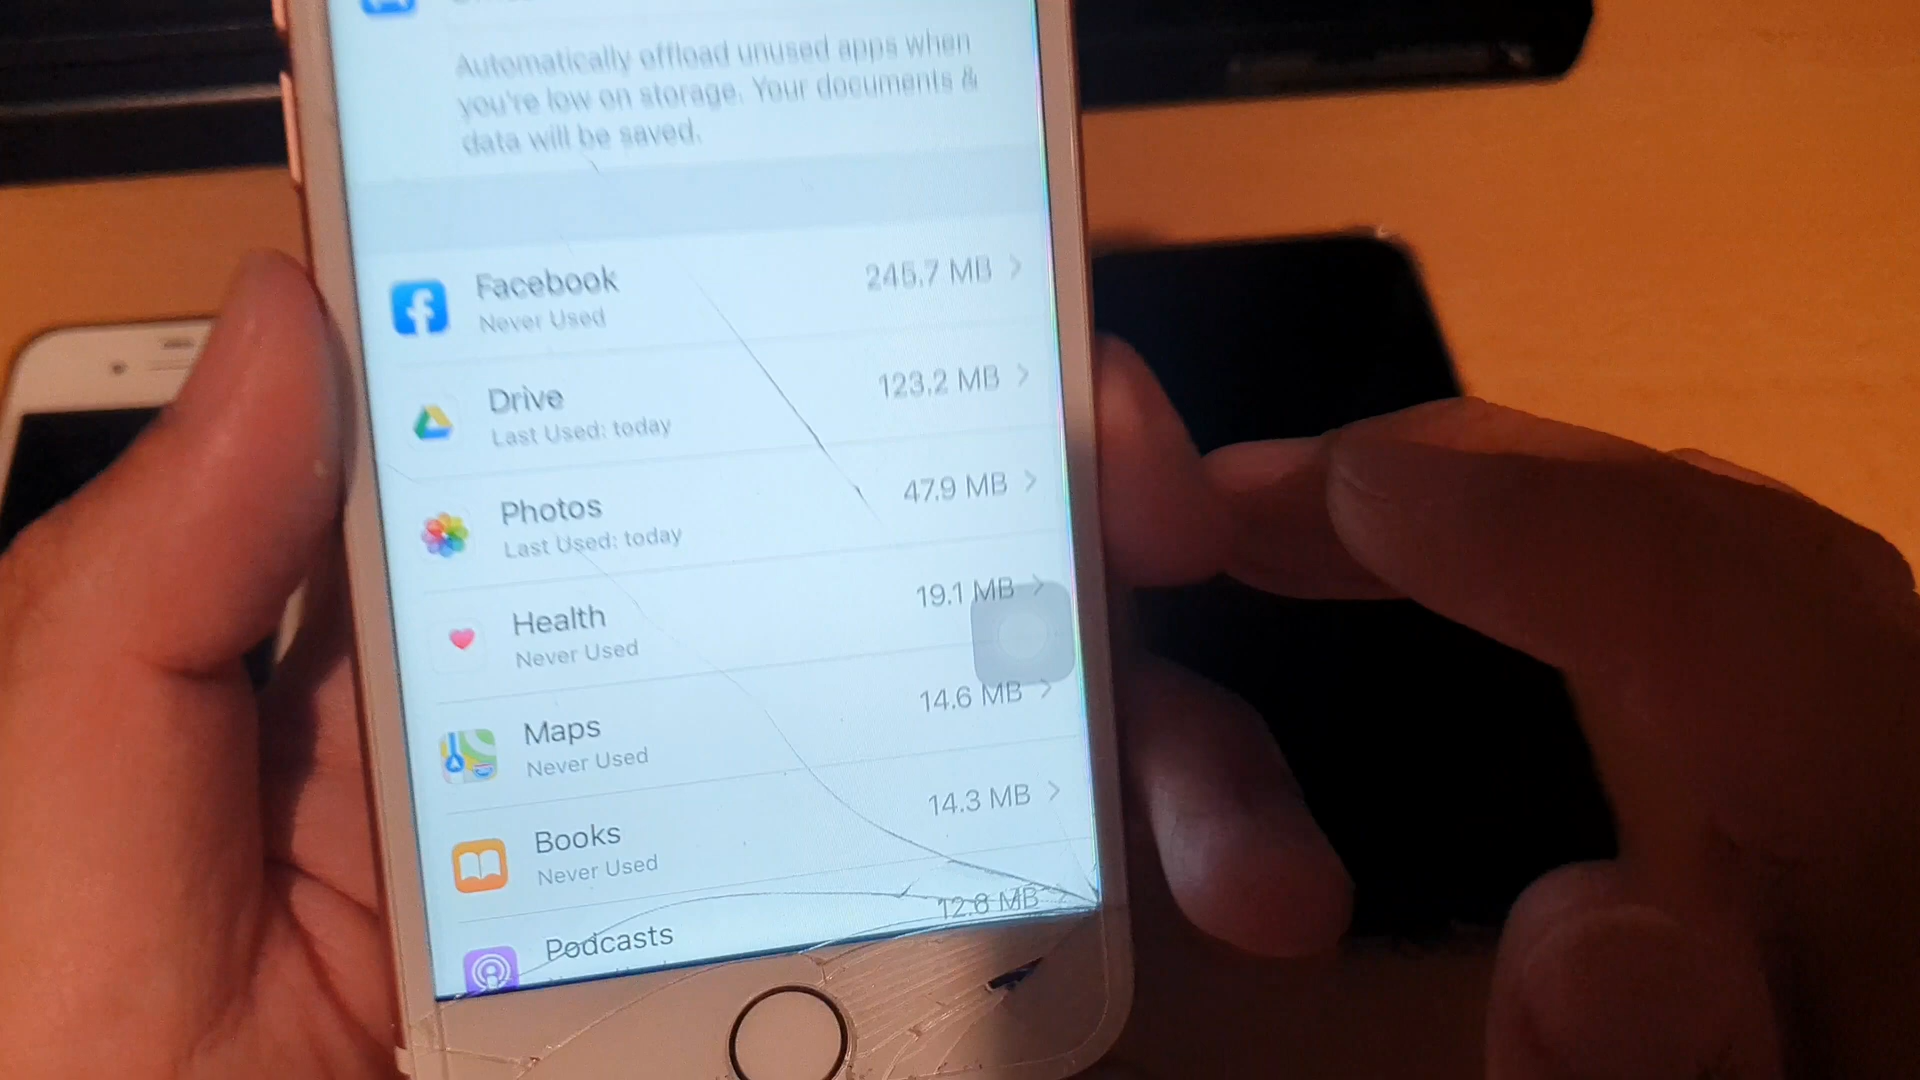 Automatically offload unused apps when
you're low on storage. Your documents &
data will be saved.
Facebook 245.7 MB
Never Used
Drive 123.2 MB
Last Used: today
Photos 47.9 MB
Last Used: today
Health 19.1 MB
Never Used
Maps 14.6 MB
Never Used
Books 14.3 MB
Never Used
Podcasts 12.8 MB